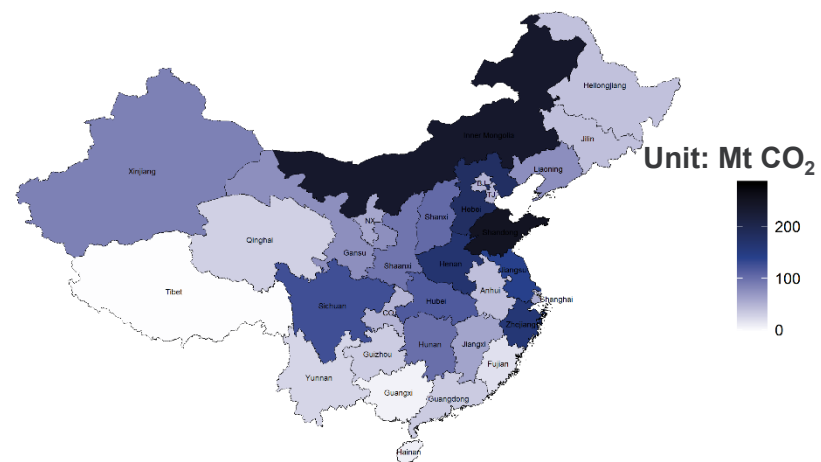 Heilongjiang
Jilin
Inner Mongolia
Unit: Mt CO₂
Liaoning
Xinjiang
BJ
TJ
Hebei
Shanxi
NX
Shandong
Qinghai
Gansu
Shaanxi
Henan
Jiangsu
Tibet
Anhui
Shanghai
Sichuan
Hubei
CQ
Zhejiang
Hunan
Jiangxi
Guizhou
Fujian
Yunnan
Guangxi
Guangdong
Hainan
200
100
0